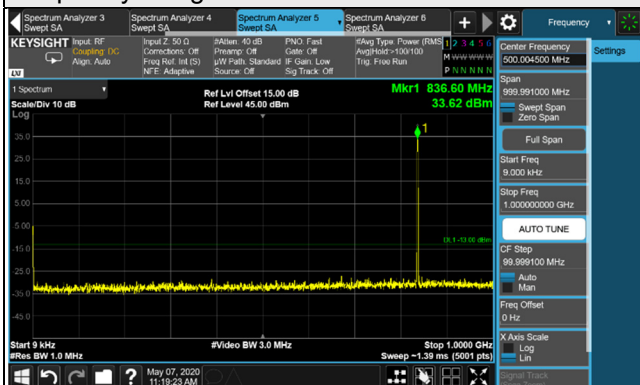 Spectrum Analyzer 3
Swept SA
Spectrum Analyzer 4
Swept SA
Spectrum Analyzer 5
Swept SA
Spectrum Analyzer 6
Swept SA
+
Frequency
KEYSIGHT
Input: RF
Coupling: DC
Align: Auto
Input Z: 50 Ω
Corrections: Off
Freq Ref: Int (S)
NFE: Adaptive
#Atten: 40 dB
Preamp: Off
µW Path: Standard
Source: Off
PNO: Fast
Gate: Off
IF Gain: Low
Sig Track: Off
#Avg Type: Power (RMS
Avg|Hold:>100/100
Trig: Free Run
1 2 3 4 5 6
M W W W W W
P N N N N N
LXI
1 Spectrum
Scale/Div 10 dB
Log
Ref Lvl Offset 15.00 dB
Ref Level 45.00 dBm
Mkr1 836.60 MHz
33.62 dBm
1
35.0
25.0
15.0
5.00
-5.00
-15.0
-25.0
-35.0
-45.0
DL1 -13.00 dBm
Start 9 kHz
#Res BW 1.0 MHz
#Video BW 3.0 MHz
Stop 1.0000 GHz
Sweep ~1.39 ms (5001 pts)
Center Frequency
500.004500 MHz
Settings
Span
999.991000 MHz
Swept Span
Zero Span
Full Span
Start Freq
9.000 kHz
Stop Freq
1.000000000 GHz
AUTO TUNE
CF Step
99.999100 MHz
Auto
Man
Freq Offset
0 Hz
X Axis Scale
Log
Lin
Signal Track
May 07, 2020
11:19:23 AM
?